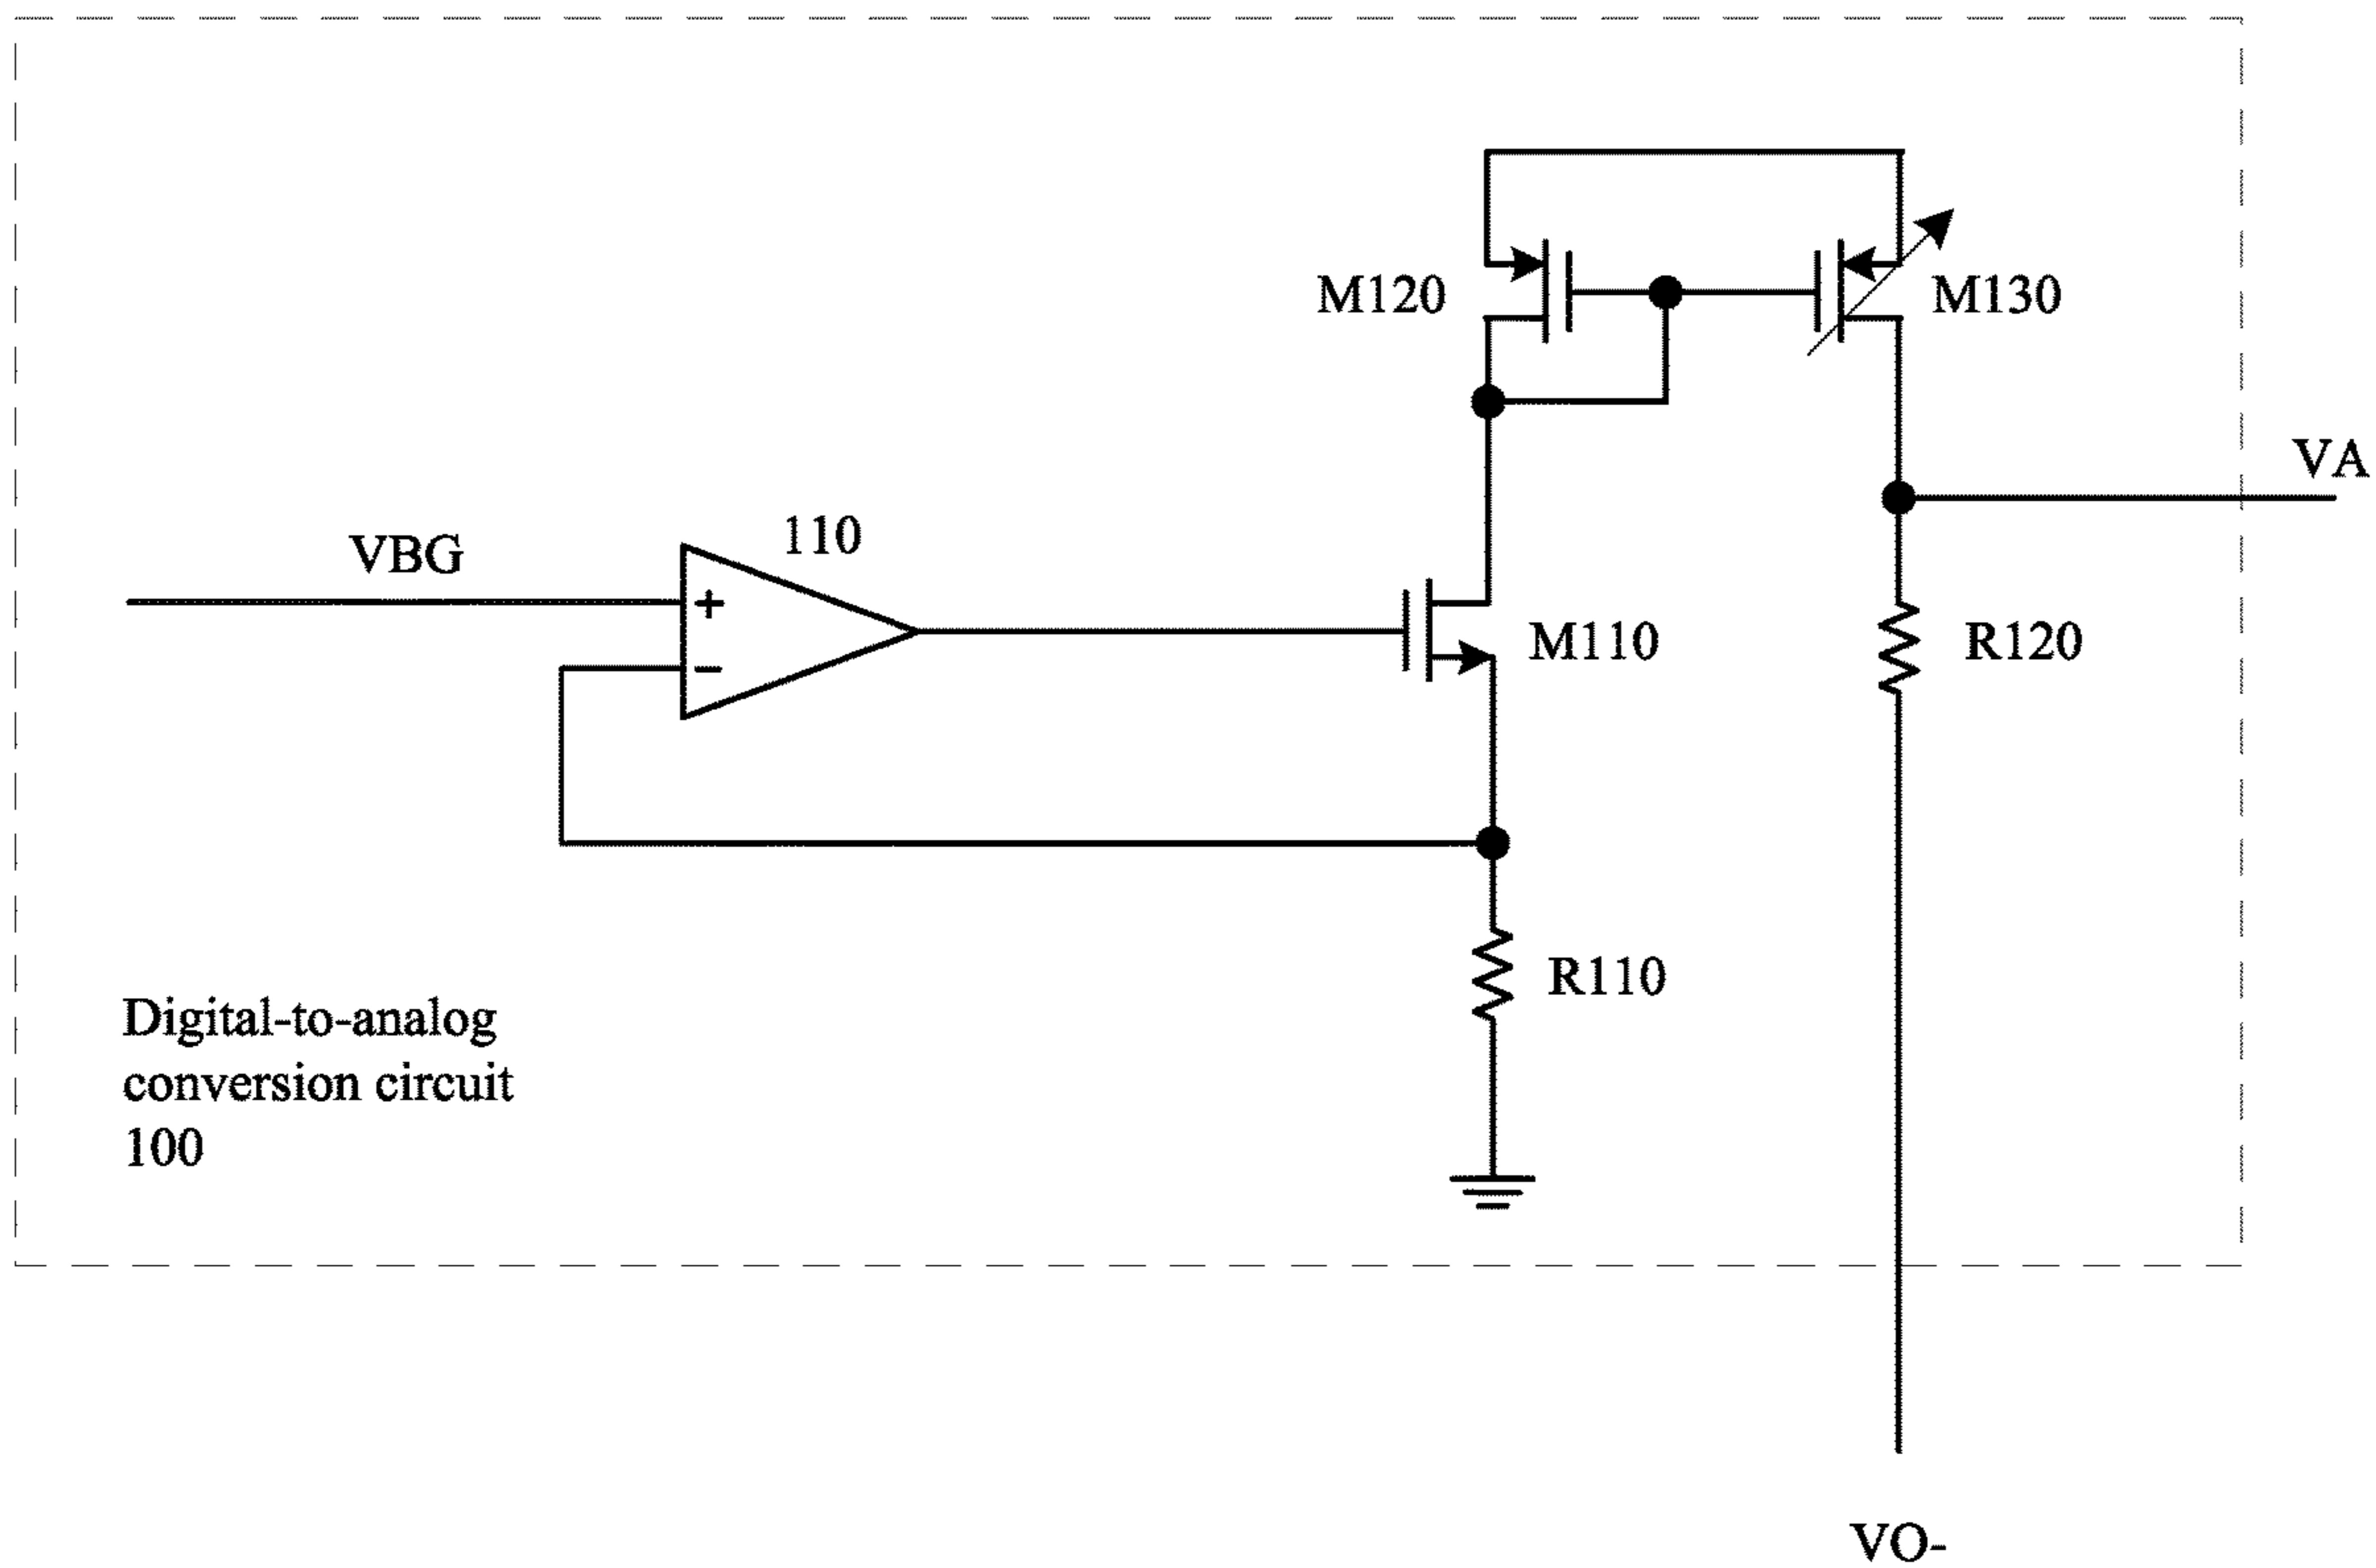 M120
M130
VA
VBG
110
+
−
M110
R120
R110
Digital-to-analog
conversion circuit
100
VO-